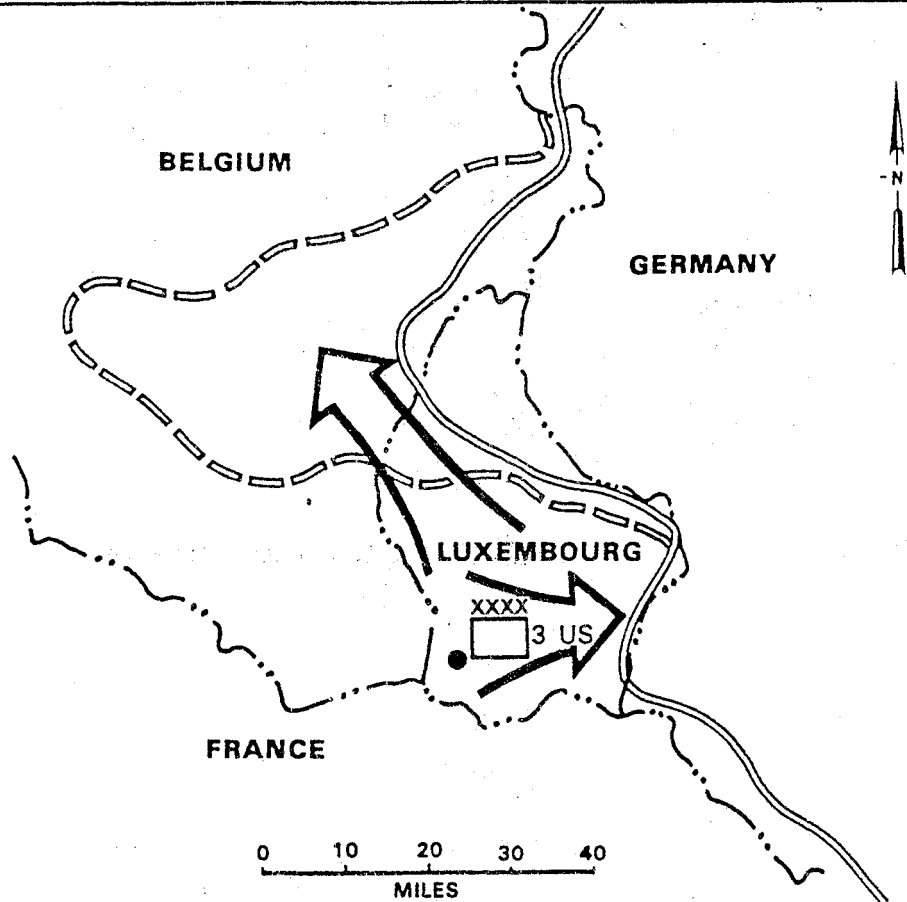 BELGIUM
-N-
GERMANY
LUXEMBOURG
XXXX
3 US
FRANCE
0 10 20 30 40
MILES